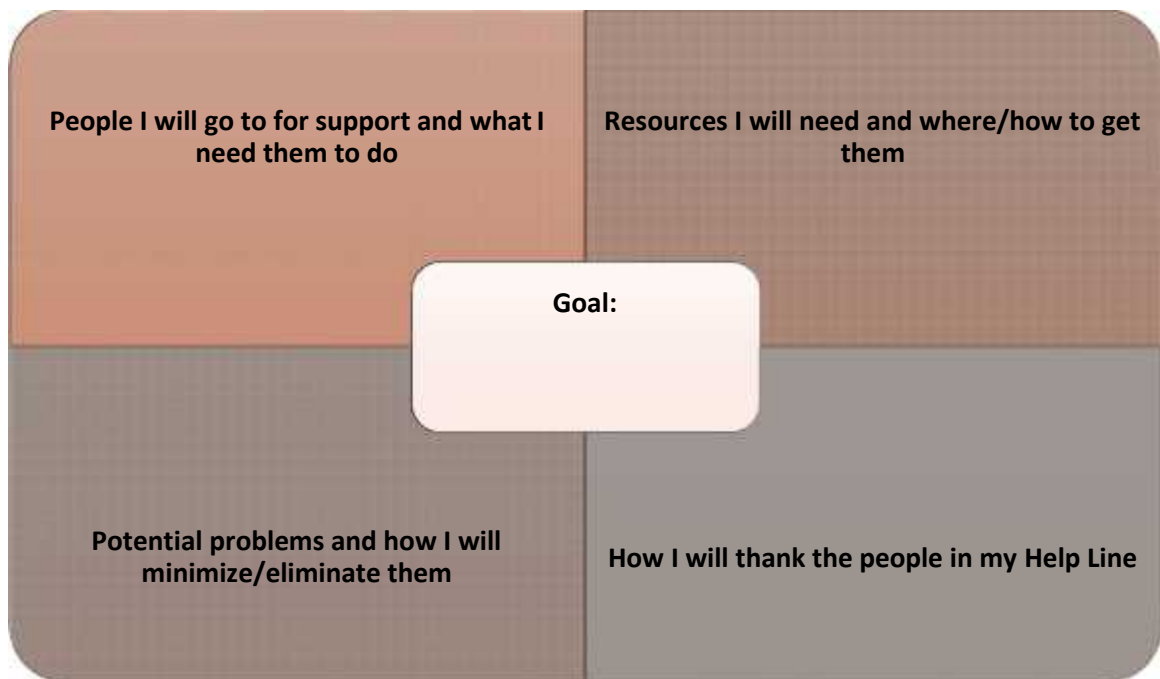 People I will go to for support and what I
need them to do
Resources I will need and where/how to get
them
Goal:
Potential problems and how I will
minimize/eliminate them
How I will thank the people in my Help Line